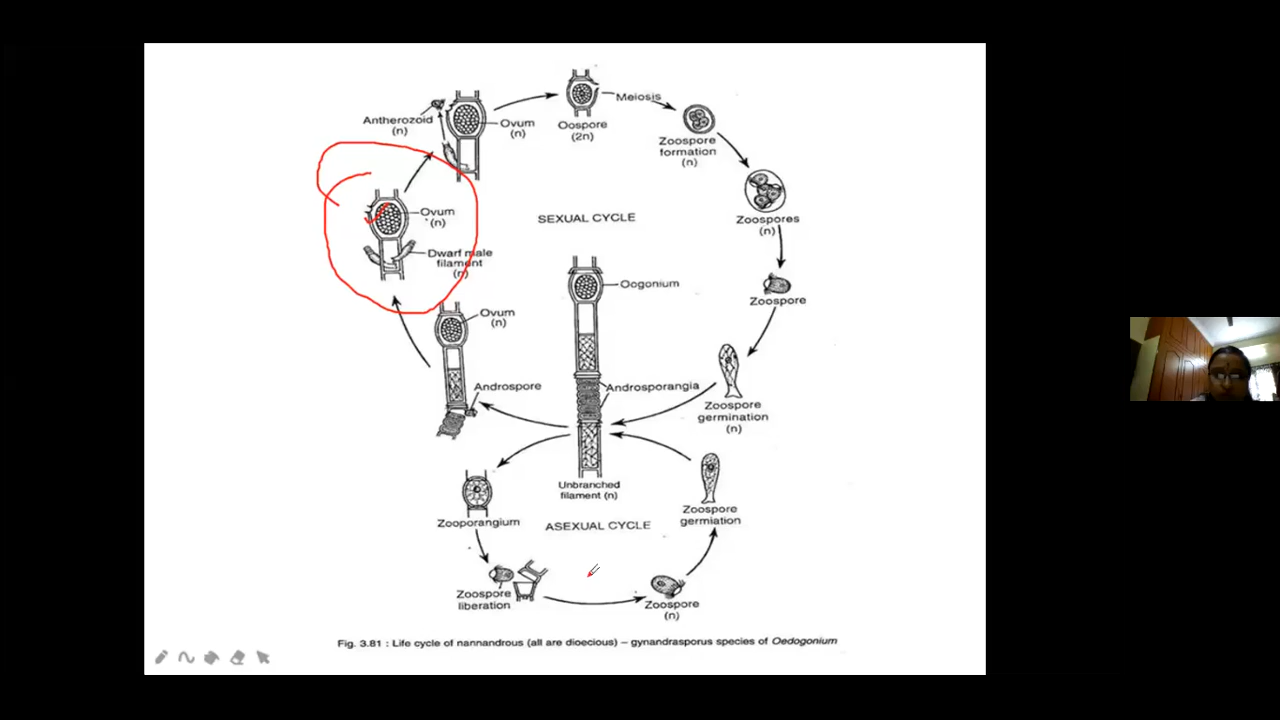 Antherozoid
(n)
Ovum
(n)
Oospore
(2n)
Meiosis
Zoospore
formation
(n)
Zoospores
(n)
Zoospore
Zoospore
germination
(n)
SEXUAL CYCLE
Ovum
(n)
Dwarf male
filament
(n)
Ovum
(n)
Androspore
Oogonium
Androsporangia
Unbranched
filament (n)
ASEXUAL CYCLE
Zooporangium
Zoospore
liberation
Zoospore
(n)
Zoospore
germiation
Fig. 3.81 : Life cycle of nannandrous (all are dioecious) – gynandrasporus species of Oedogonium